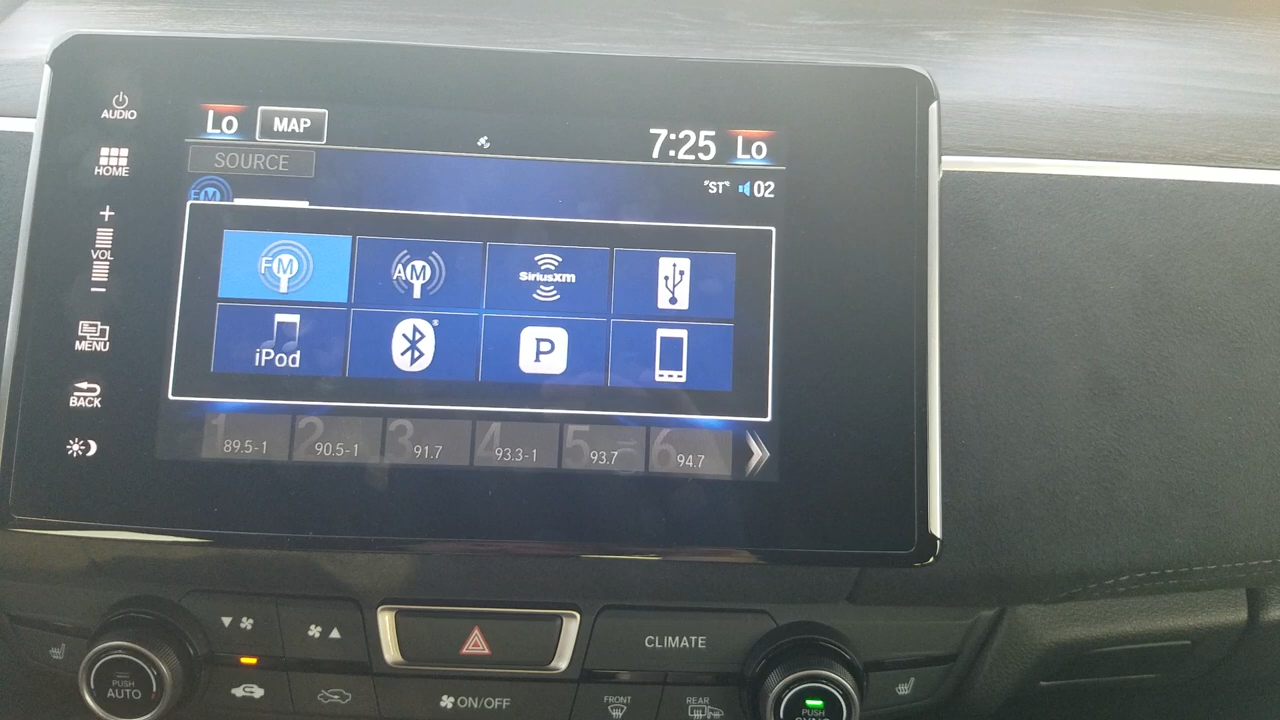 AUDIO
HOME
+
VOL
−
MENU
BACK
Lo
MAP
7:25
Lo
SOURCE
"ST"
02
FM
FM
AM
SiriusXm
iPod
P
1
89.5-1
2
90.5-1
3
91.7
4
93.3-1
5
93.7
6
94.7
CLIMATE
PUSH
AUTO
ON/OFF
FRONT
REAR
PUSH
SYNC